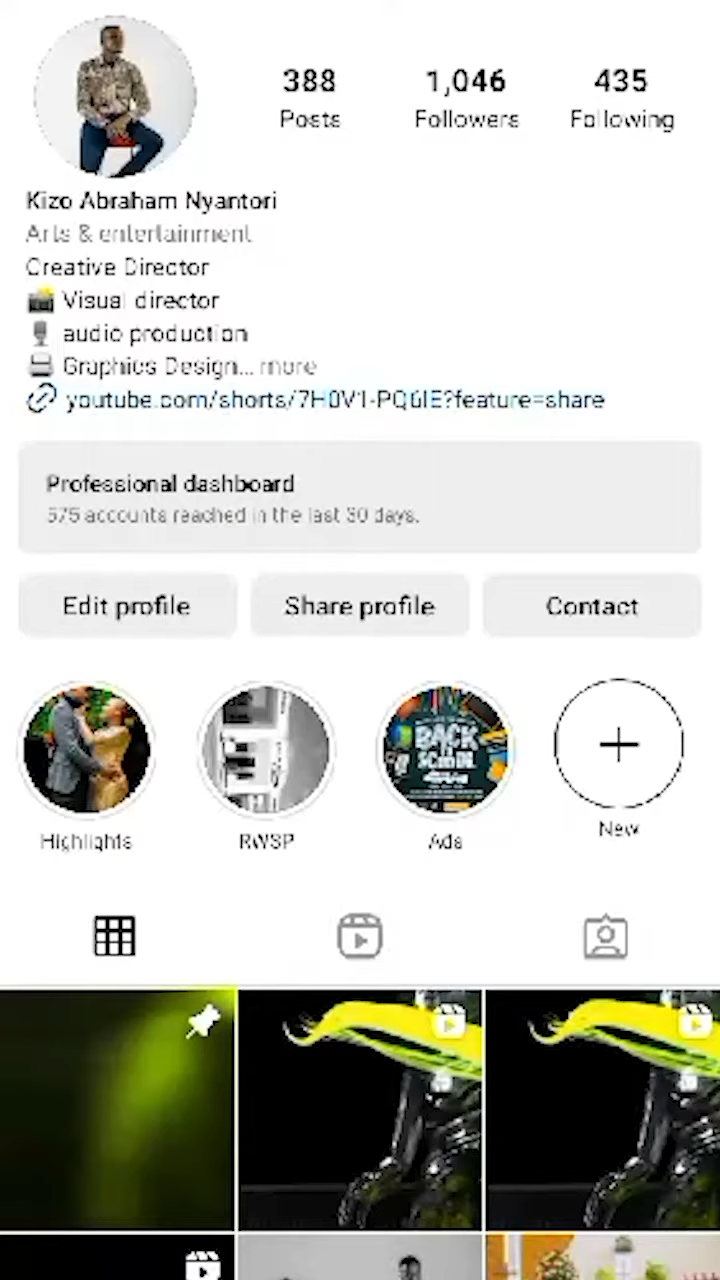 388
1,046
435
Posts
Followers
Following
Kizo Abraham Nyantori
Arts & entertainment
Creative Director
Visual director
audio production
Graphics Design... more
youtube.com/shorts/7H0V1-PQ6IE?feature=share
Professional dashboard
575 accounts reached in the last 30 days.
Edit profile
Share profile
Contact
BACK
Highlights
RWSP
Ads
New